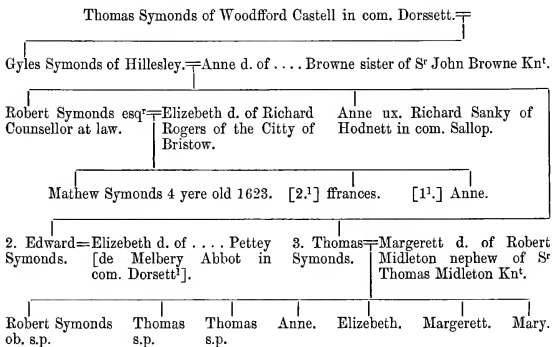 Thomas Symonds of Woodfford Castell in com. Dorssett.
Gyles Symonds of Hillesley. Anne d. of .... Browne sister of Sʳ John Browne Knᵗ.
Robert Symonds esqʳ Elizebeth d. of Richard Anne ux. Richard Sanky of
Counsellor at law. Rogers of the Citty of Hodnett in com. Sallop.
Bristow.
Mathew Symonds 4 yere old 1623. [2.¹] ffrances. [1¹.] Anne.
2. Edward=Elizebeth d. of .... Pettey 3. Thomas Margerett d. of Robert
Symonds. [de Melbery Abbot in Symonds. Midleton nephew of Sʳ
com. Dorsett¹]. Thomas Midleton Knᵗ.
Robert Symonds Thomas Thomas Anne. Elizebeth. Margerett. Mary.
ob. s.p. s.p. s.p.